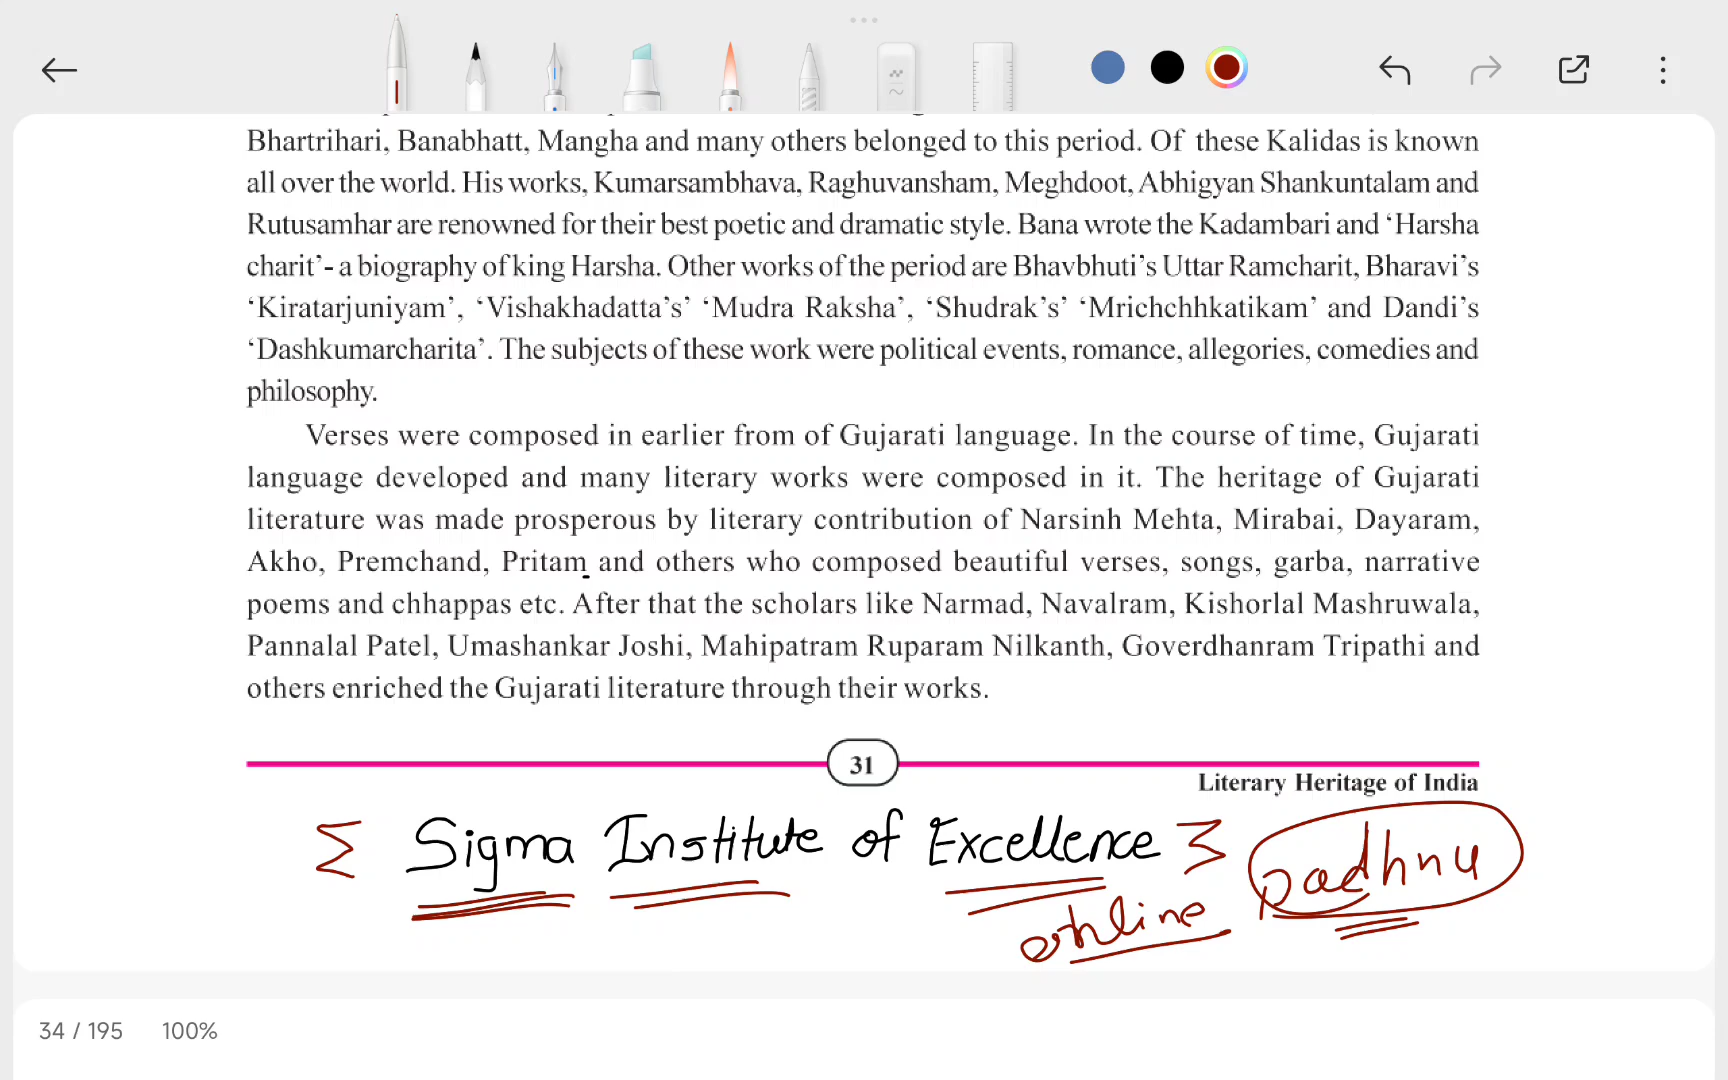 Bhartrihari, Banabhatt, Mangha and many others belonged to this period. Of these Kalidas is known
all over the world. His works, Kumarsambhava, Raghuvansham, Meghdoot, Abhigyan Shankuntalam and
Rutusamhar are renowned for their best poetic and dramatic style. Bana wrote the Kadambari and ‘Harsha
charit’- a biography of king Harsha. Other works of the period are Bhavbhuti’s Uttar Ramcharit, Bharavi’s
‘Kiratarjuniyam’, ‘Vishakhadatta’s’ ‘Mudra Raksha’, ‘Shudrak’s’ ‘Mrichchhkatikam’ and Dandi’s
‘Dashkumarcharita’. The subjects of these work were political events, romance, allegories, comedies and
philosophy.
Verses were composed in earlier from of Gujarati language. In the course of time, Gujarati
language developed and many literary works were composed in it. The heritage of Gujarati
literature was made prosperous by literary contribution of Narsinh Mehta, Mirabai, Dayaram,
Akho, Premchand, Pritam and others who composed beautiful verses, songs, garba, narrative
poems and chhappas etc. After that the scholars like Narmad, Navalram, Kishorlal Mashruwala,
Pannalal Patel, Umashankar Joshi, Mahipatram Ruparam Nilkanth, Goverdhanram Tripathi and
others enriched the Gujarati literature through their works.
31
Literary Heritage of India
Σ Sigma Institute of Excellence Σ padhnu
online
34 / 195 100%